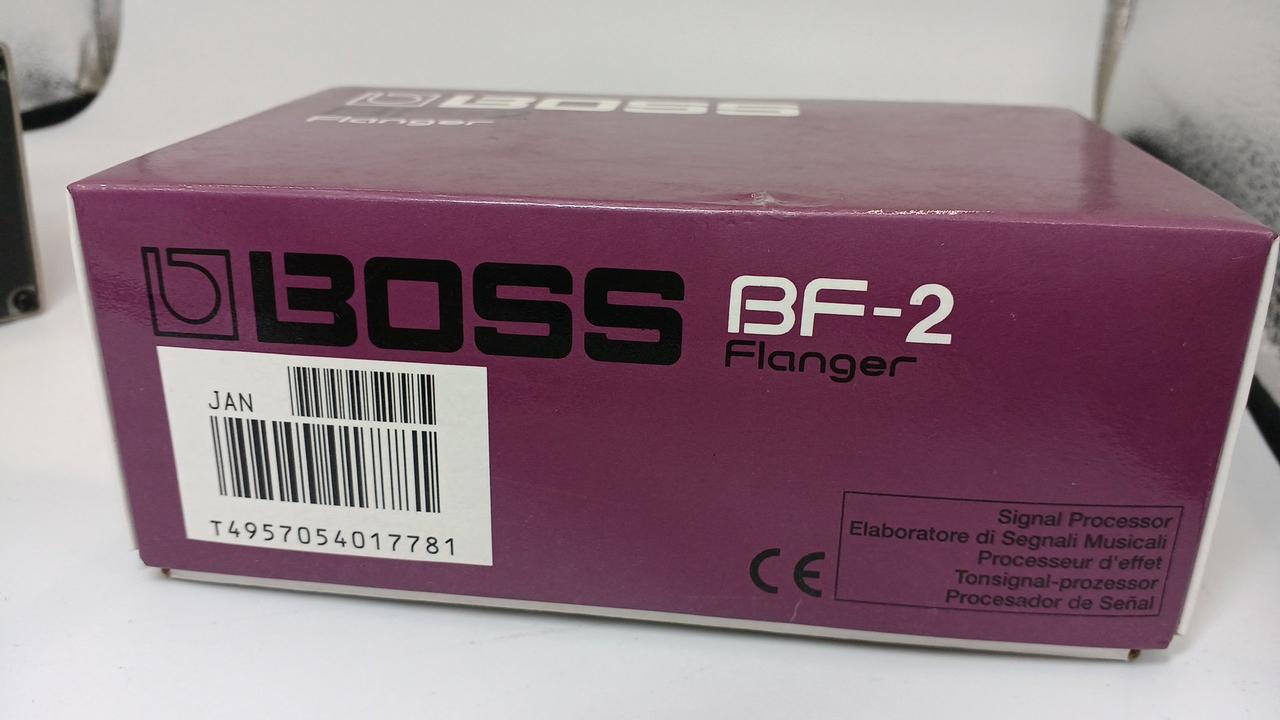 BOSS
Flanger
BOSS BF-2
Flanger
JAN
T4957054017781
Signal Processor
Elaboratore di Segnali Musicali
Processeur d'effet
Tonsignal-prozessor
Procesador de Señal
CE